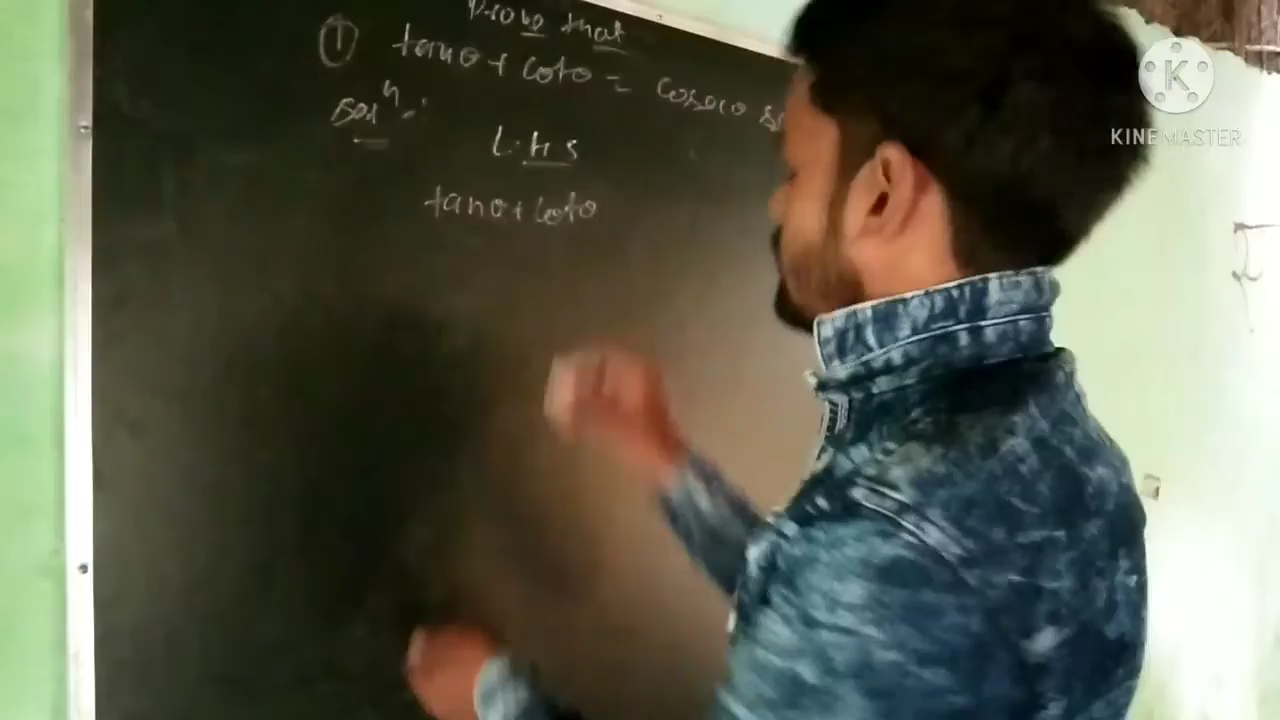 Prove that
① tanθ + cotθ = cosecθ
Solⁿ:
L.H.S
tanθ + cotθ
KINEMASTER